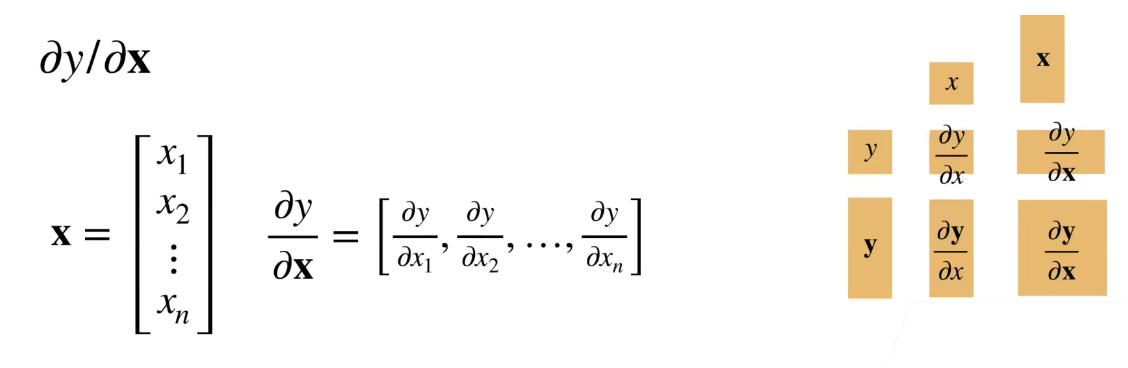 ∂y/∂𝐱
𝐱 = [x₁ x₂ ⋮ xₙ]
∂y/∂𝐱 = [∂y/∂x₁, ∂y/∂x₂, …, ∂y/∂xₙ]
x 𝐱
y ∂y/∂x ∂y/∂𝐱
𝐲 ∂𝐲/∂x ∂𝐲/∂𝐱